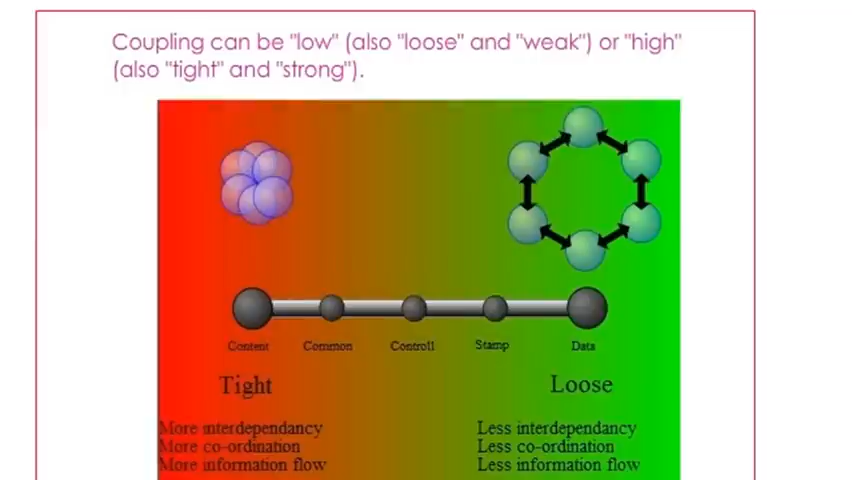 Coupling can be "low" (also "loose" and "weak") or "high"
(also "tight" and "strong").
Content Common Controll Stamp Data
Tight Loose
More interdependancy Less interdependancy
More co-ordination Less co-ordination
More information flow Less information flow